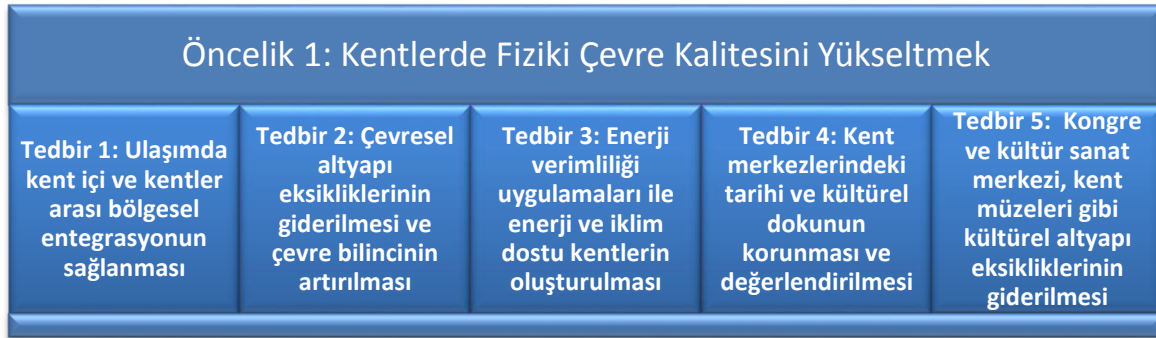 Öncelik 1: Kentlerde Fiziki Çevre Kalitesini Yükseltmek
Tedbir 1: Ulaşımda
kent içi ve kentler
arası bölgesel
entegrasyonun
sağlanması
Tedbir 2: Çevresel
altyapı
eksikliklerinin
giderilmesi ve
çevre bilincinin
artırılması
Tedbir 3: Enerji
verimliliği
uygulamaları ile
enerji ve iklim
dostu kentlerin
oluşturulması
Tedbir 4: Kent
merkezlerindeki
tarihi ve kültürel
dokunun
korunması ve
değerlendirilmesi
Tedbir 5: Kongre
ve kültür sanat
merkezi, kent
müzeleri gibi
kültürel altyapı
eksikliklerinin
giderilmesi